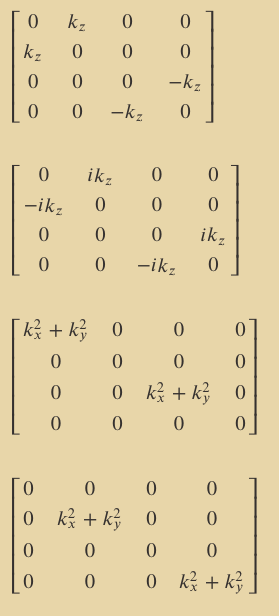 0 k_z 0 0
k_z 0 0 0
0 0 0 −k_z
0 0 −k_z 0
0 ik_z 0 0
−ik_z 0 0 0
0 0 0 ik_z
0 0 −ik_z 0
k_x^2 + k_y^2 0 0 0
0 0 0 0
0 0 k_x^2 + k_y^2 0
0 0 0 0
0 0 0 0
0 k_x^2 + k_y^2 0 0
0 0 0 0
0 0 0 k_x^2 + k_y^2